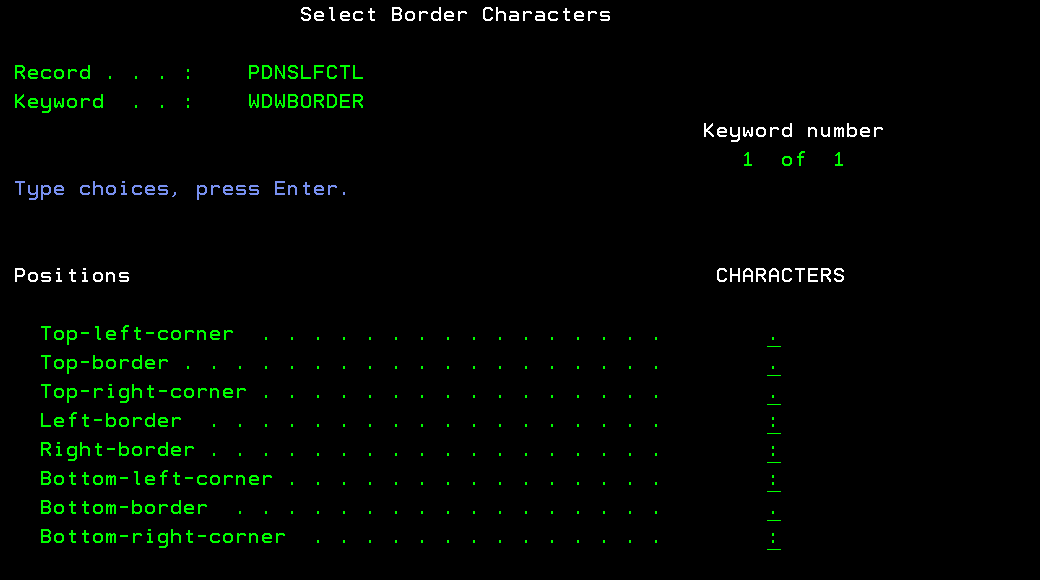 Select Border Characters
Record . . . :    PDNSLFCTL
Keyword  . . :    WDWBORDER
Keyword number
1  of  1
Type choices, press Enter.
Positions    CHARACTERS
Top-left-corner  . . . . . . . . . . . . . . . .    .
Top-border . . . . . . . . . . . . . . . . . . .    .
Top-right-corner . . . . . . . . . . . . . . . .    .
Left-border  . . . . . . . . . . . . . . . . . .    :
Right-border . . . . . . . . . . . . . . . . . .    :
Bottom-left-corner . . . . . . . . . . . . . . .    :
Bottom-border  . . . . . . . . . . . . . . . . .    .
Bottom-right-corner  . . . . . . . . . . . . . .    :